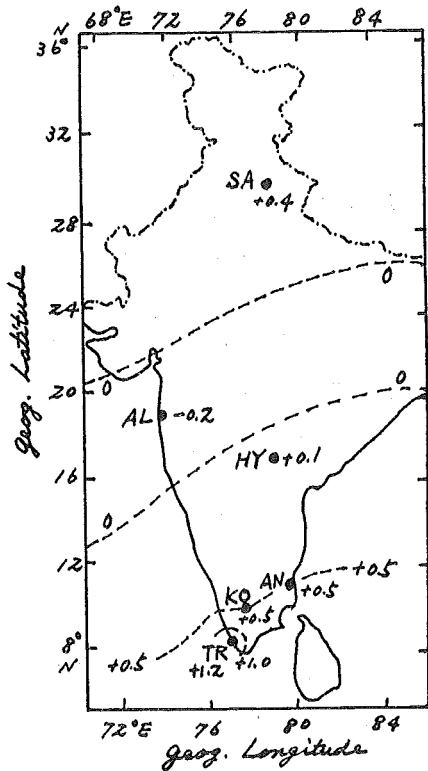 68°E 72 76 80 84
N
36°
32
28
24
20
16
12
8°
N
Geog. Latitude
SA
+0.4
0
0
AL -0.2
0
HY +0.1
0
AN
+0.5
+0.5
KO
+0.5
TR
+1.2
+1.0
+0.5
72°E 76 80 84
Geog. Longitude